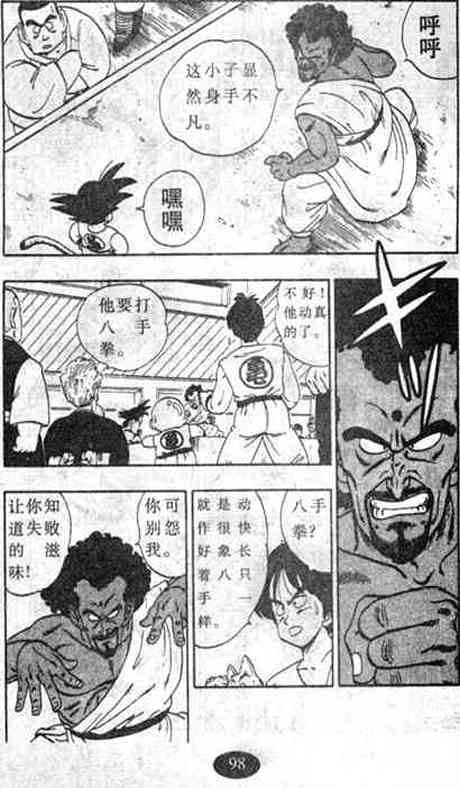 呼
呼
这小子显
然身手不
凡。
嘿
嘿
不好!
他动真
的了。
他要打
八手
拳。
亀
八手
拳?
就是动
作很快
好象长
着八只
手一
样。
你可
别怨
我。
让你知
道失败
的滋
味!
98